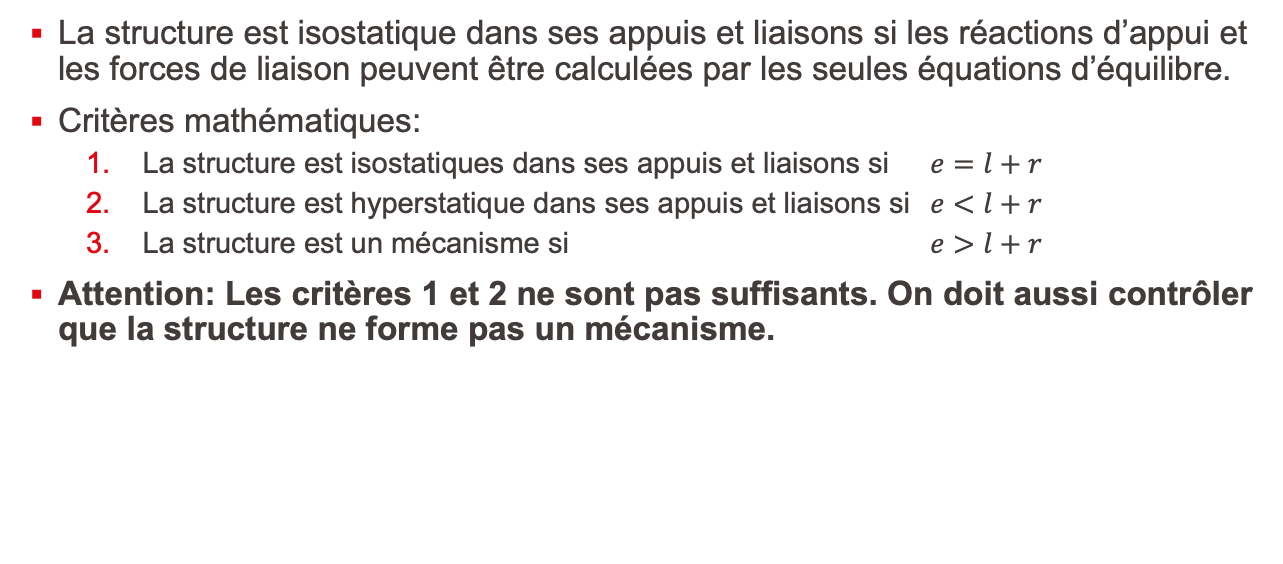 ▪ La structure est isostatique dans ses appuis et liaisons si les réactions d’appui et
les forces de liaison peuvent être calculées par les seules équations d’équilibre.
▪ Critères mathématiques:
1. La structure est isostatiques dans ses appuis et liaisons si e = l + r
2. La structure est hyperstatique dans ses appuis et liaisons si e < l + r
3. La structure est un mécanisme si e > l + r
▪ Attention: Les critères 1 et 2 ne sont pas suffisants. On doit aussi contrôler
que la structure ne forme pas un mécanisme.